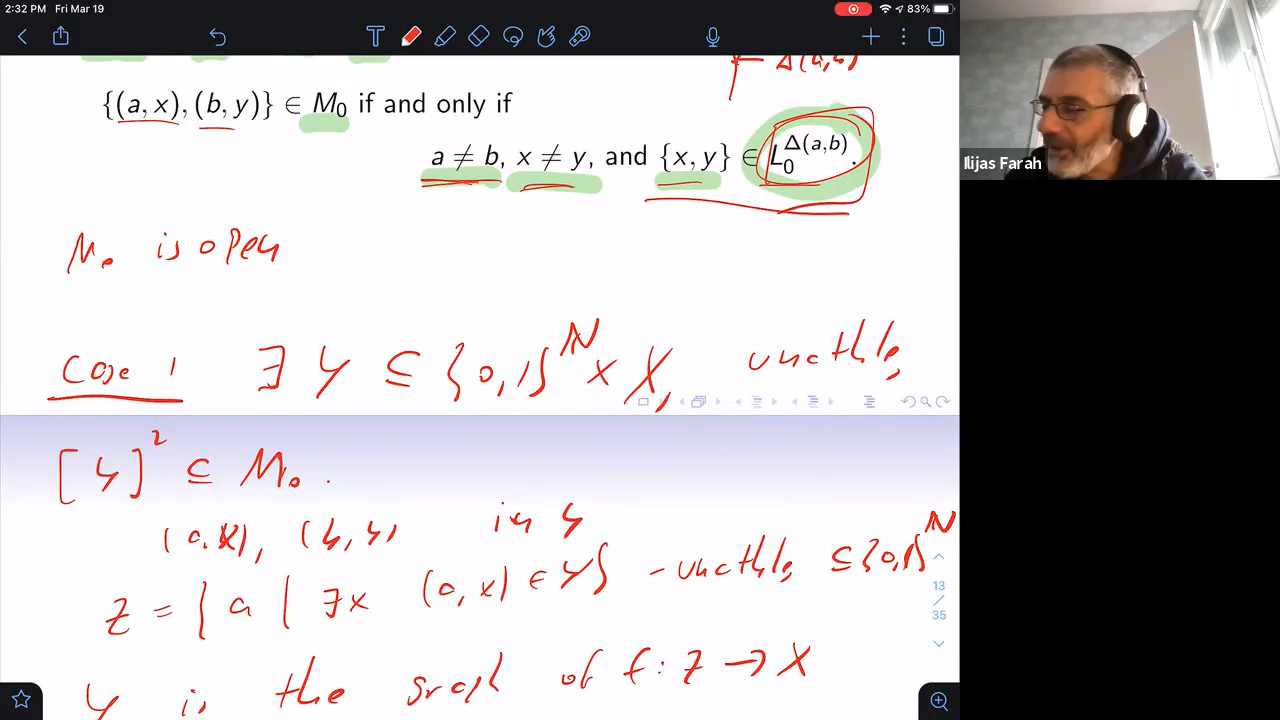 2:32 PM Fri Mar 19
83%
Δ(a,b)
{(a, x), (b, y)} ∈ M₀ if and only if
a ≠ b, x ≠ y, and {x, y} ∈ L₀^Δ(a,b).
M₀ is open
Case 1 ∃ Y ⊆ {0,1}^N × X, unctble,
[Y]² ⊆ M₀.
(a,x), (b,y) in Y
Z = { a | ∃x (a,x) ∈ Y} - unctble, ⊆ {0,1}^N
Y is the graph of f: Z → X
13
/
35
Ilijas Farah